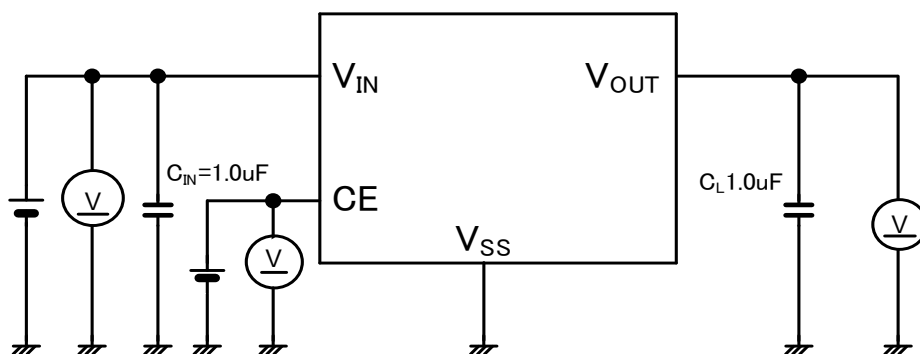 VIN
VOUT
V
CIN=1.0uF
CL1.0uF
CE
V
V
VSS